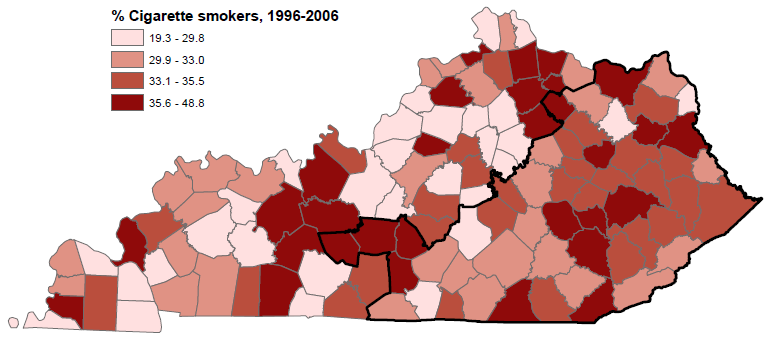 % Cigarette smokers, 1996-2006
19.3 - 29.8
29.9 - 33.0
33.1 - 35.5
35.6 - 48.8